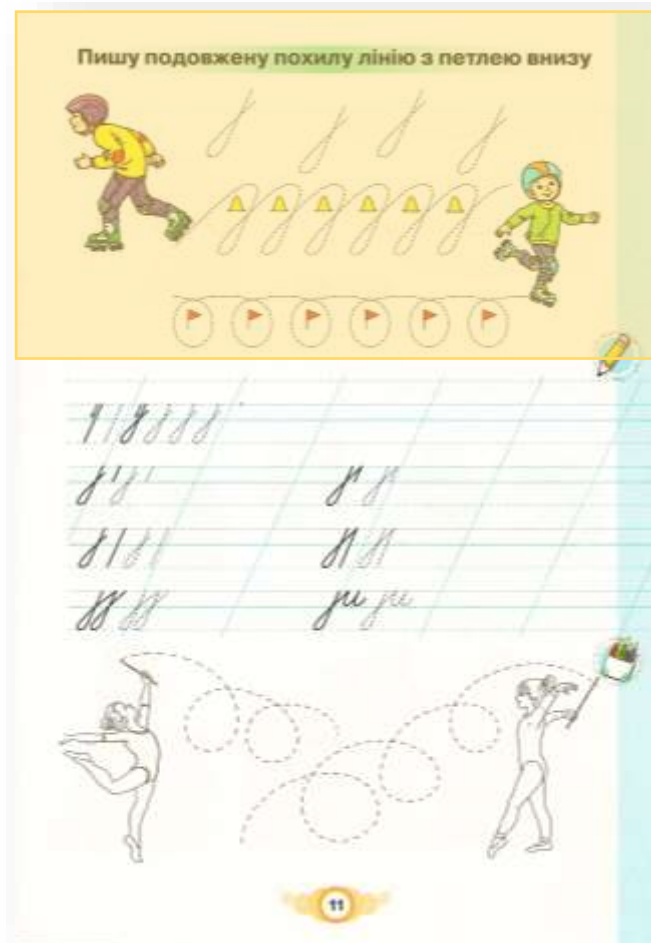 Пишу подовжену похилу лінію з петлею внизу
11